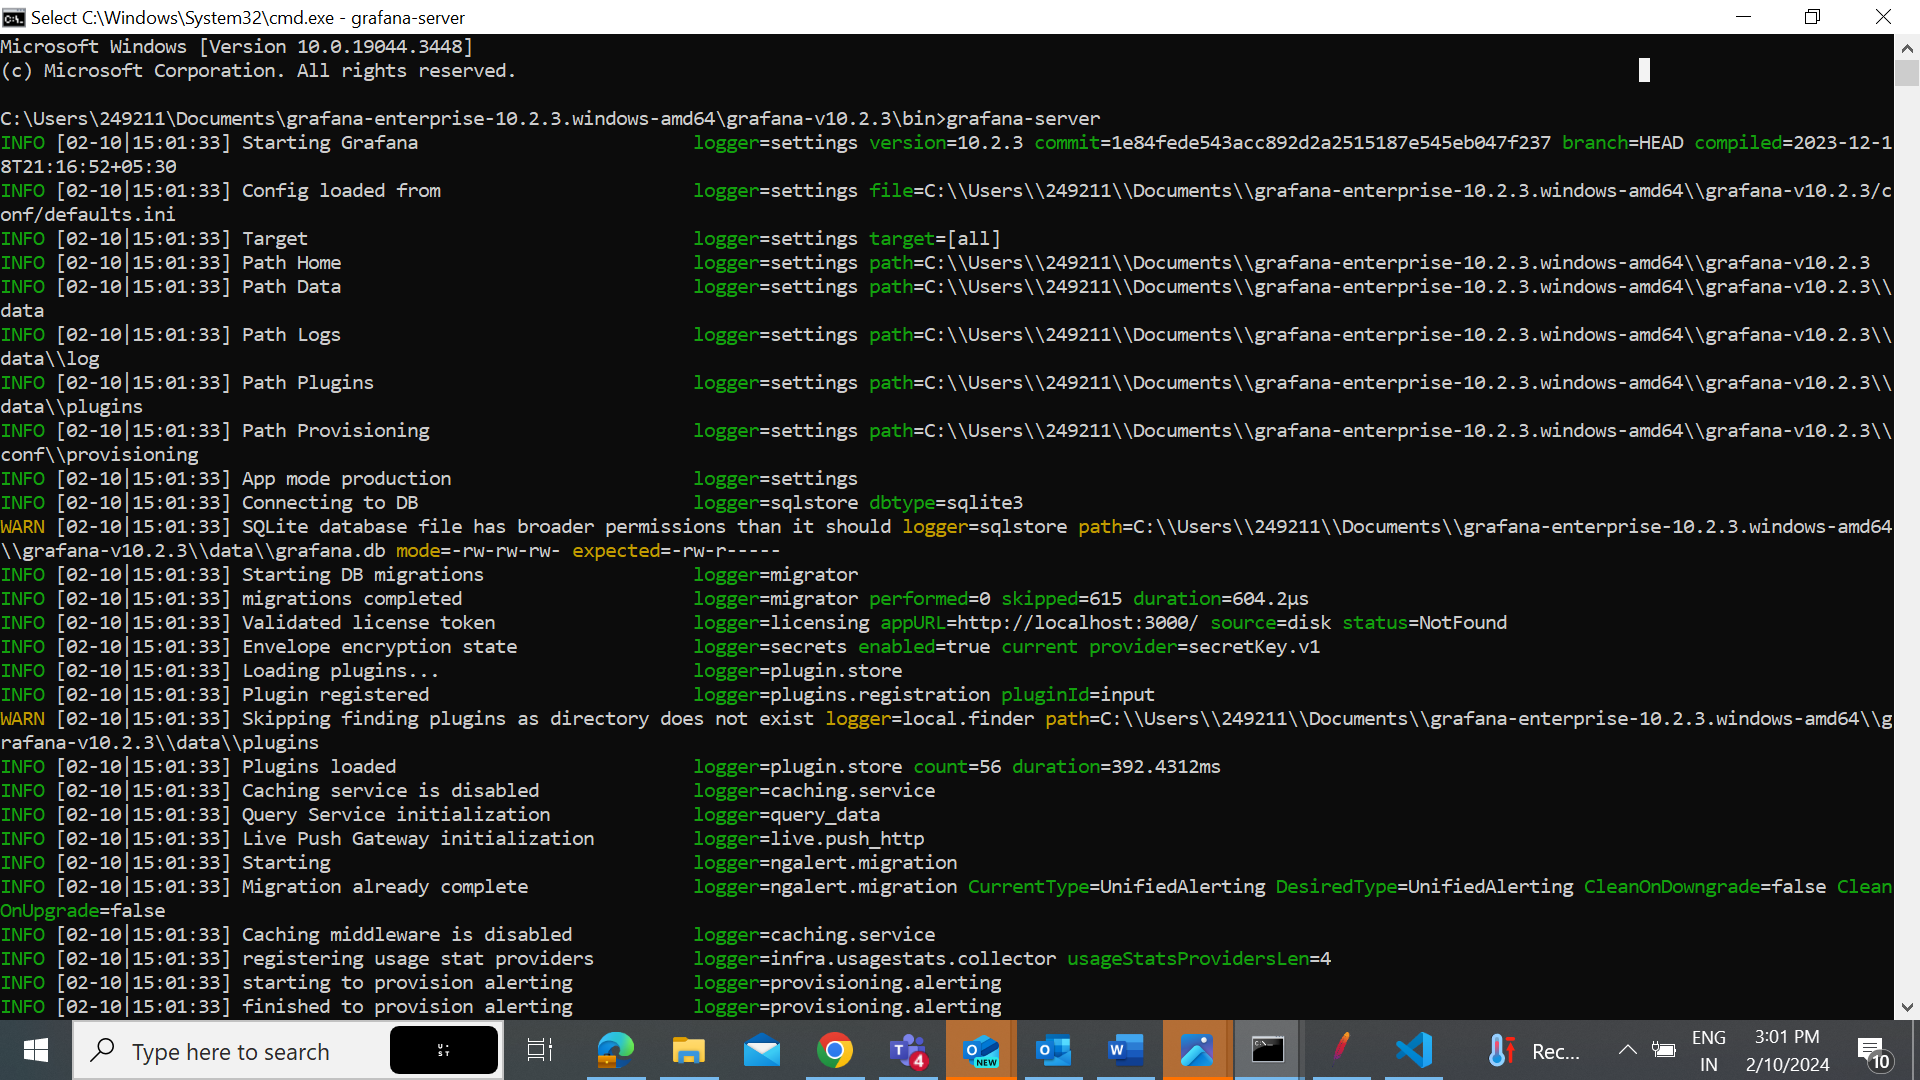 Select C:\Windows\System32\cmd.exe - grafana-server
Microsoft Windows [Version 10.0.19044.3448]
(c) Microsoft Corporation. All rights reserved.
C:\Users\249211\Documents\grafana-enterprise-10.2.3.windows-amd64\grafana-v10.2.3\bin>grafana-server
INFO [02-10|15:01:33] Starting Grafana logger=settings version=10.2.3 commit=1e84fede543acc892d2a2515187e545eb047f237 branch=HEAD compiled=2023-12-1
8T21:16:52+05:30
INFO [02-10|15:01:33] Config loaded from logger=settings file=C:\\Users\\249211\\Documents\\grafana-enterprise-10.2.3.windows-amd64\\grafana-v10.2.3/c
onf/defaults.ini
INFO [02-10|15:01:33] Target logger=settings target=[all]
INFO [02-10|15:01:33] Path Home logger=settings path=C:\\Users\\249211\\Documents\\grafana-enterprise-10.2.3.windows-amd64\\grafana-v10.2.3
INFO [02-10|15:01:33] Path Data logger=settings path=C:\\Users\\249211\\Documents\\grafana-enterprise-10.2.3.windows-amd64\\grafana-v10.2.3\\
data
INFO [02-10|15:01:33] Path Logs logger=settings path=C:\\Users\\249211\\Documents\\grafana-enterprise-10.2.3.windows-amd64\\grafana-v10.2.3\\
data\\log
INFO [02-10|15:01:33] Path Plugins logger=settings path=C:\\Users\\249211\\Documents\\grafana-enterprise-10.2.3.windows-amd64\\grafana-v10.2.3\\
data\\plugins
INFO [02-10|15:01:33] Path Provisioning logger=settings path=C:\\Users\\249211\\Documents\\grafana-enterprise-10.2.3.windows-amd64\\grafana-v10.2.3\\
conf\\provisioning
INFO [02-10|15:01:33] App mode production logger=settings
INFO [02-10|15:01:33] Connecting to DB logger=sqlstore dbtype=sqlite3
WARN [02-10|15:01:33] SQLite database file has broader permissions than it should logger=sqlstore path=C:\\Users\\249211\\Documents\\grafana-enterprise-10.2.3.windows-amd64
\\grafana-v10.2.3\\data\\grafana.db mode=-rw-rw-rw- expected=-rw-r-----
INFO [02-10|15:01:33] Starting DB migrations logger=migrator
INFO [02-10|15:01:33] migrations completed logger=migrator performed=0 skipped=615 duration=604.2µs
INFO [02-10|15:01:33] Validated license token logger=licensing appURL=http://localhost:3000/ source=disk status=NotFound
INFO [02-10|15:01:33] Envelope encryption state logger=secrets enabled=true current provider=secretKey.v1
INFO [02-10|15:01:33] Loading plugins... logger=plugin.store
INFO [02-10|15:01:33] Plugin registered logger=plugins.registration pluginId=input
WARN [02-10|15:01:33] Skipping finding plugins as directory does not exist logger=local.finder path=C:\\Users\\249211\\Documents\\grafana-enterprise-10.2.3.windows-amd64\\g
rafana-v10.2.3\\data\\plugins
INFO [02-10|15:01:33] Plugins loaded logger=plugin.store count=56 duration=392.4312ms
INFO [02-10|15:01:33] Caching service is disabled logger=caching.service
INFO [02-10|15:01:33] Query Service initialization logger=query_data
INFO [02-10|15:01:33] Live Push Gateway initialization logger=live.push_http
INFO [02-10|15:01:33] Starting logger=ngalert.migration
INFO [02-10|15:01:33] Migration already complete logger=ngalert.migration CurrentType=UnifiedAlerting DesiredType=UnifiedAlerting CleanOnDowngrade=false Clean
OnUpgrade=false
INFO [02-10|15:01:33] Caching middleware is disabled logger=caching.service
INFO [02-10|15:01:33] registering usage stat providers logger=infra.usagestats.collector usageStatsProvidersLen=4
INFO [02-10|15:01:33] starting to provision alerting logger=provisioning.alerting
INFO [02-10|15:01:33] finished to provision alerting logger=provisioning.alerting
Type here to search
U ST
4
NEW
Rec...
ENG
IN
3:01 PM
2/10/2024
10